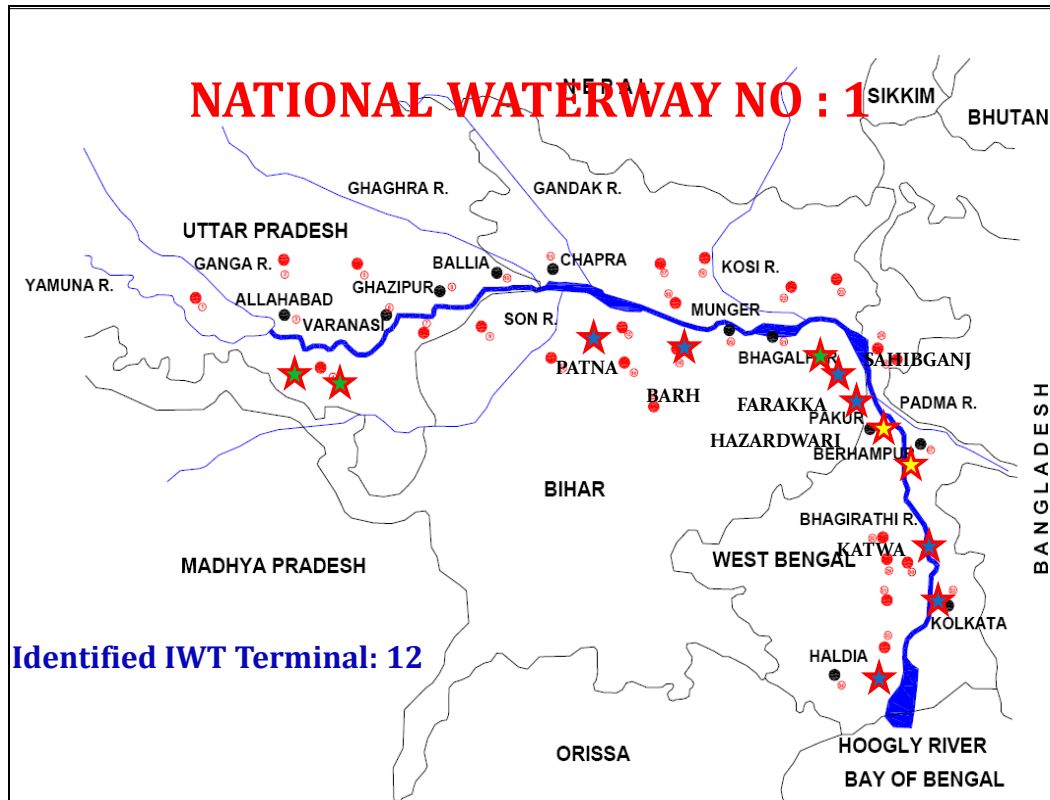 NEPAL
NATIONAL WATERWAY NO : 1
SIKKIM
BHUTAN
GHAGHRA R.
GANDAK R.
UTTAR PRADESH
GANGA R.
YAMUNA R.
ALLAHABAD
VARANASI
GHAZIPUR
BALLIA
CHAPRA
SON R.
KOSI R.
MUNGER
BHAGALPUR
SAHIBGANJ
PATNA
BARH
FARAKKA
PADMA R.
PAKUR
HAZARDWARI
BERHAMPUR
BANGLADESH
BIHAR
BHAGIRATHI R.
KATWA
WEST BENGAL
MADHYA PRADESH
KOLKATA
Identified IWT Terminal: 12
HALDIA
ORISSA
HOOGLY RIVER
BAY OF BENGAL